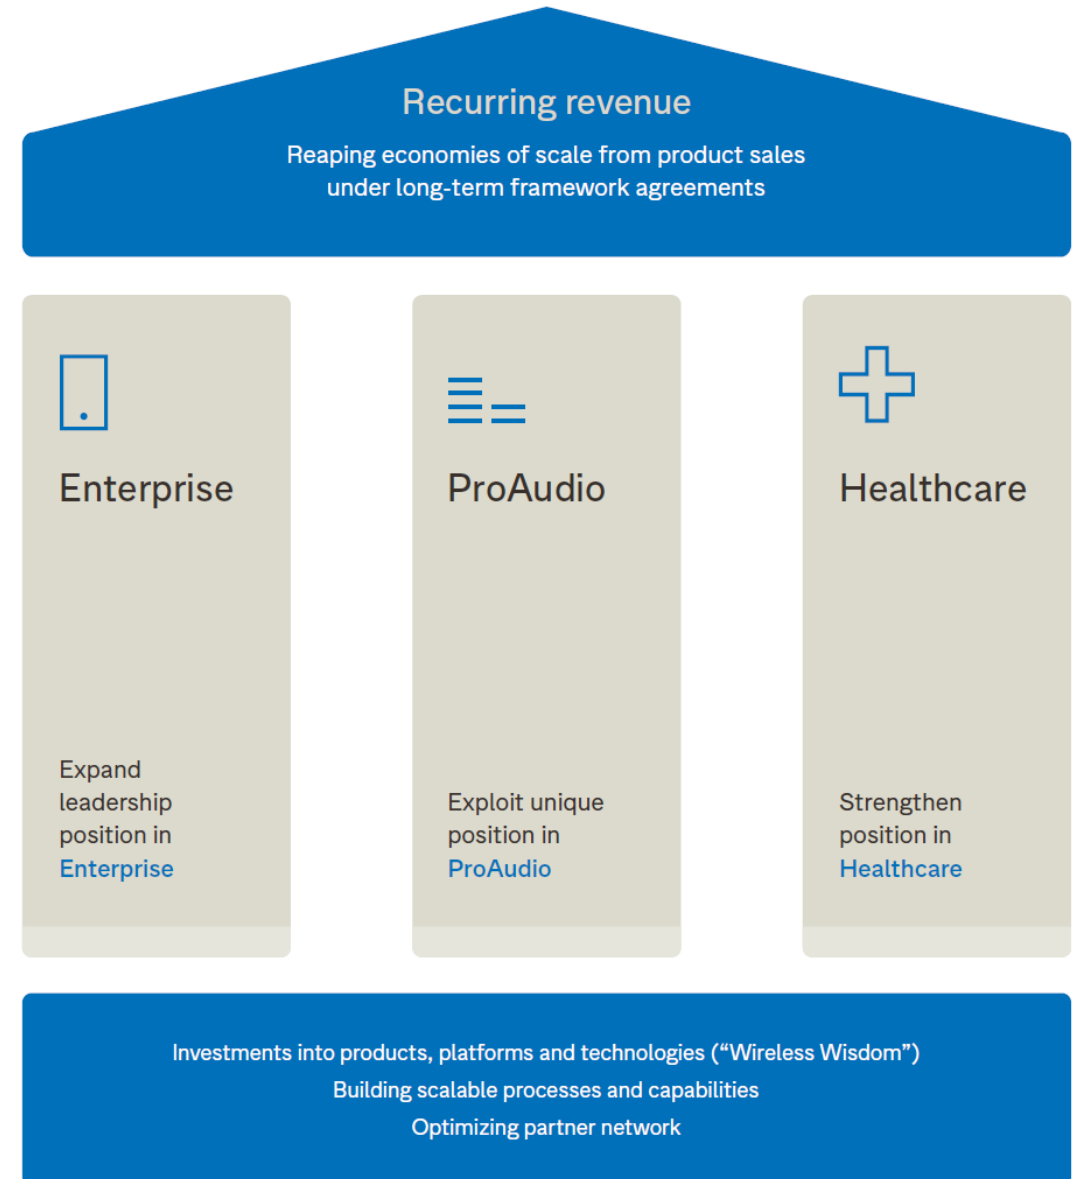 Recurring revenue
Reaping economies of scale from product sales
under long-term framework agreements
Enterprise
Expand
leadership
position in
Enterprise
ProAudio
Exploit unique
position in
ProAudio
Healthcare
Strengthen
position in
Healthcare
Investments into products, platforms and technologies (“Wireless Wisdom”)
Building scalable processes and capabilities
Optimizing partner network